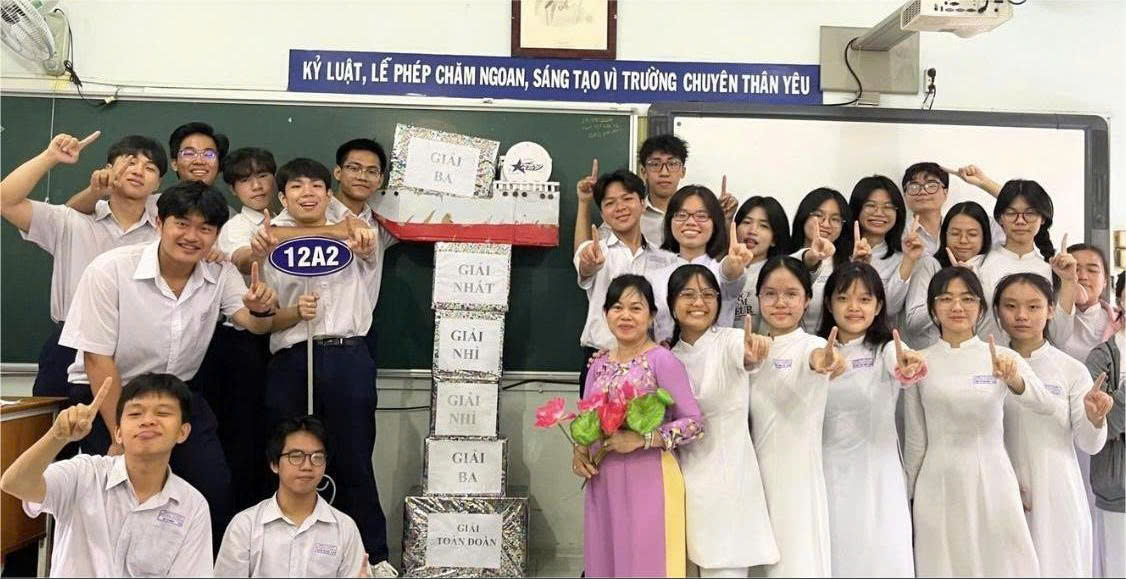 KỶ LUẬT, LỄ PHÉP CHĂM NGOAN, SÁNG TẠO VÌ TRƯỜNG CHUYÊN THÂN YÊU
GIẢI
BA
12A2
GIẢI
NHẤT
GIẢI
NHÌ
GIẢI
NHÌ
GIẢI
BA
GIẢI
TOÀN ĐOÀN